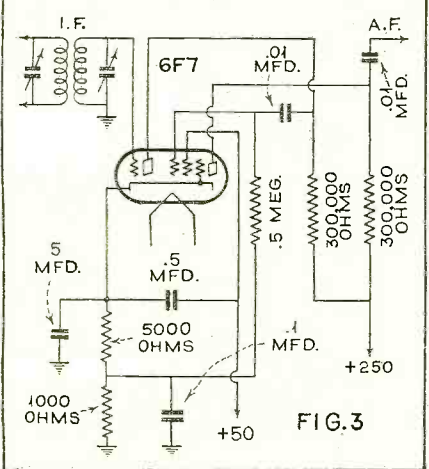 I.F.
A.F.
6F7
.01
MFD.
.01
MFD.
.5 MEG.
300,000
OHMS
300,000
OHMS
5
MFD.
.5
MFD.
5000
OHMS
.1
MFD.
1000
OHMS
+50
+250
FIG.3